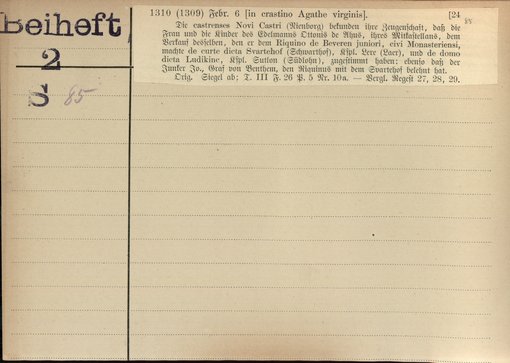 Beiheft
2
S 85
1310 (1309) Febr. 6 [in crastino Agathe virginis]. [24
Die castrenses Novi Castri (Nienborg) bekunden ihre Zeugenschaft, daß die
Frau und die Kinder des Edelmanns Ottonis de Ahus, ihres Mitkastellans, dem
Verkauf desselben, den er dem Riquino de Beveren juniori, civi Monasteriensi,
machte de curte dicta Swartehof (Schwarthof), Kspl. Lere (Laer), und de domo
dicta Ludikinc, Kspl. Sutlon (Südlohn), zugestimmt haben: ebenso daß der
Junker Jo., Graf von Benthem, den Riquinus mit dem Swartehof belehnt hat.
Orig. Siegel ab; T. III F. 26 P. 5 Nr. 10a. — Vergl. Regest 27, 28, 29.